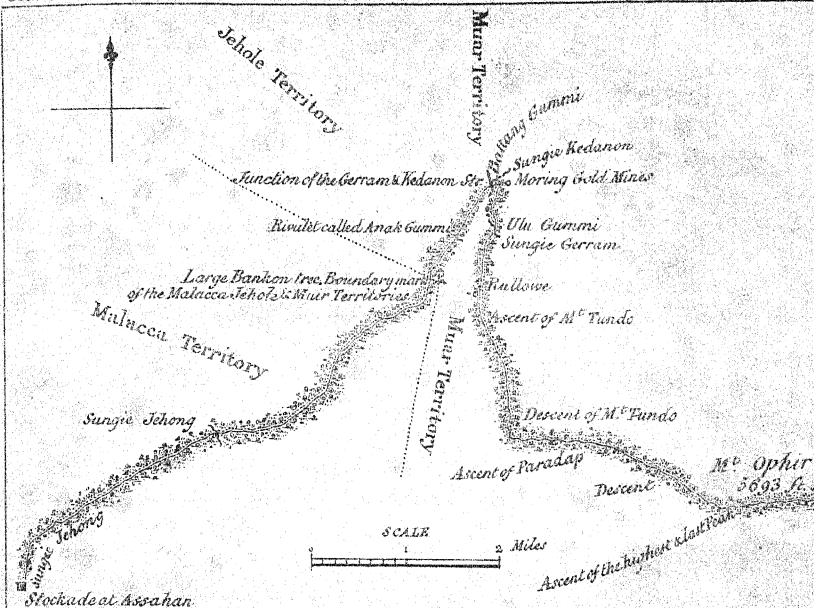 Jehole Territory
Muar Territory
Battang Gummi
Sungie Kedanon
Junction of the Gerram & Kedanon Str
Moring Gold Mines
Rivulet called Anak Gummi
Ulu Gummi
Sungie Gerram
Large Bankon tree, Boundary mark
of the Malacca Jehole & Muir Territories
Rullowe
Ascent of Mt Tundo
Malacca Territory
Muar Territory
Sungie Jehong
Descent of Mt Tundo
Ascent of Paradap
Descent
Mt Ophir
5693 ft.
Ascent of the highest & last Peak
Sungie Jehong
SCALE
0 1 2 Miles
Stockade at Assahan